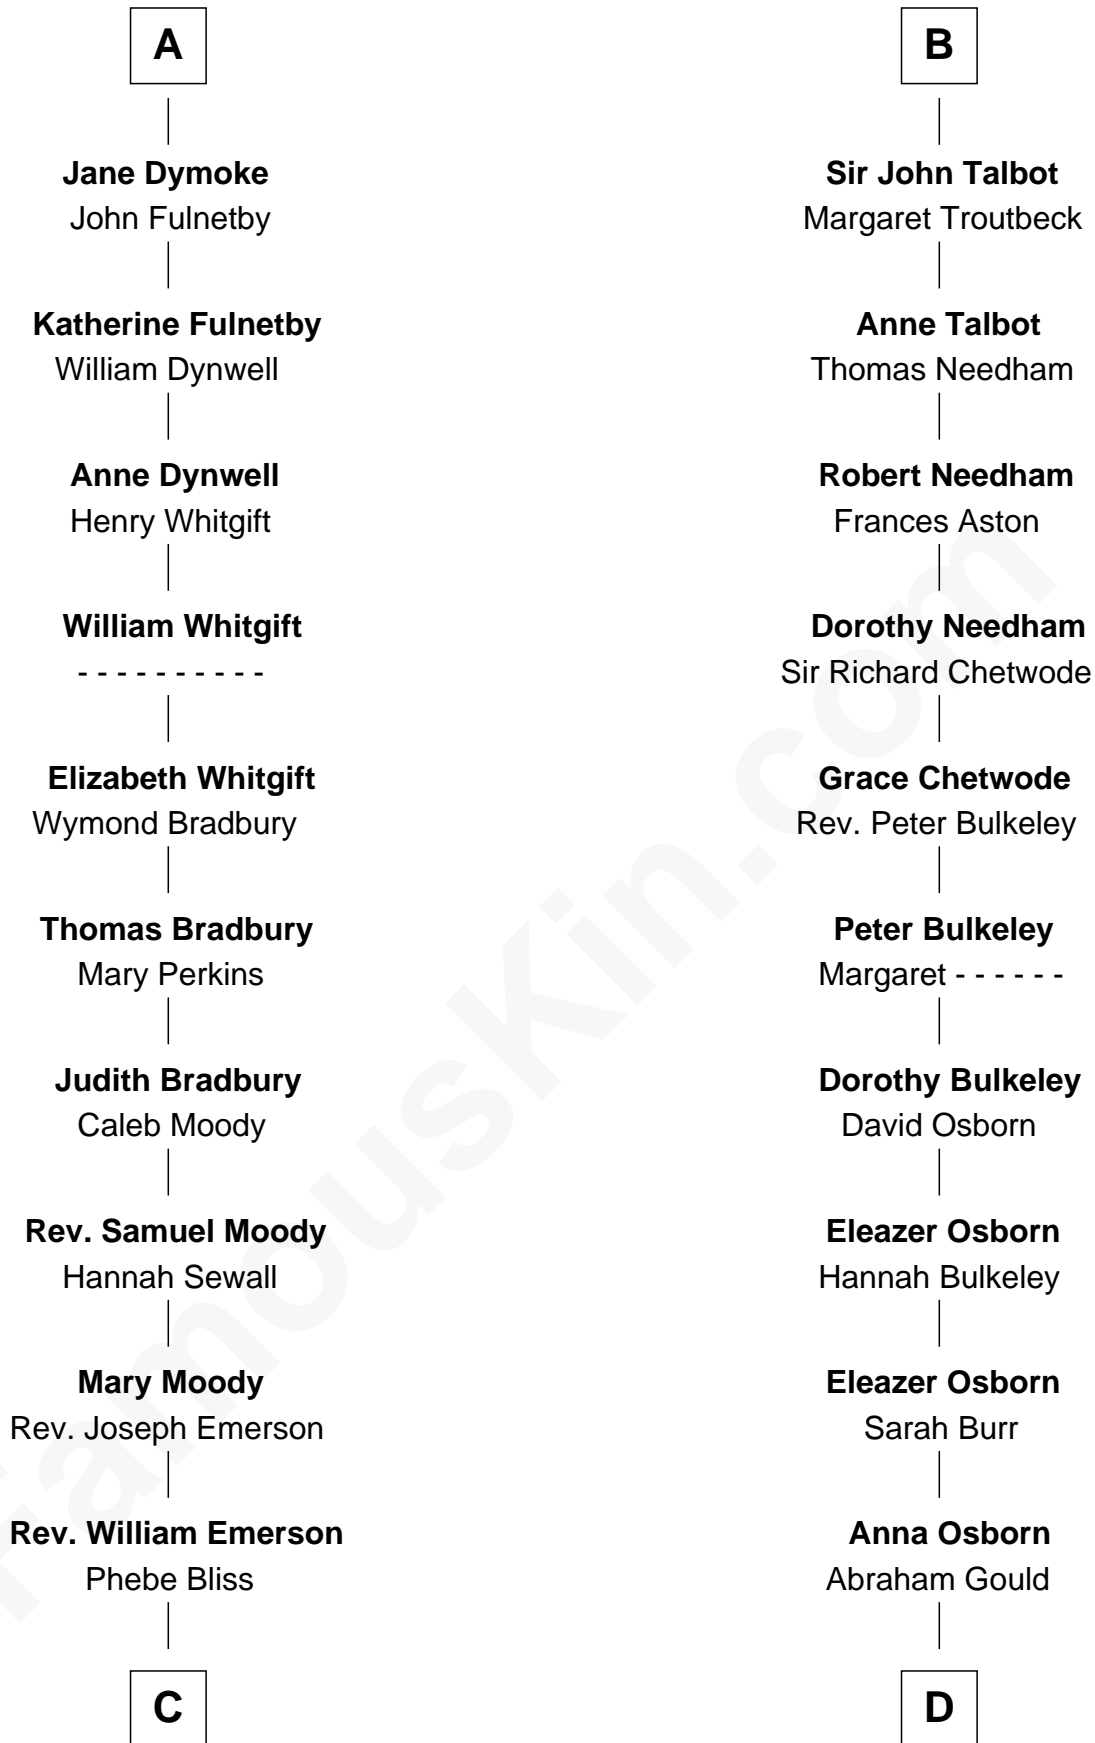 A
Jane Dymoke
John Fulnetby
Katherine Fulnetby
William Dynwell
Anne Dynwell
Henry Whitgift
William Whitgift
- - - - - - - - - -
Elizabeth Whitgift
Wymond Bradbury
Thomas Bradbury
Mary Perkins
Judith Bradbury
Caleb Moody
Rev. Samuel Moody
Hannah Sewall
Mary Moody
Rev. Joseph Emerson
Rev. William Emerson
Phebe Bliss
C
B
Sir John Talbot
Margaret Troutbeck
Anne Talbot
Thomas Needham
Robert Needham
Frances Aston
Dorothy Needham
Sir Richard Chetwode
Grace Chetwode
Rev. Peter Bulkeley
Peter Bulkeley
Margaret - - - - - -
Dorothy Bulkeley
David Osborn
Eleazer Osborn
Hannah Bulkeley
Eleazer Osborn
Sarah Burr
Anna Osborn
Abraham Gould
D
FamousKin.com